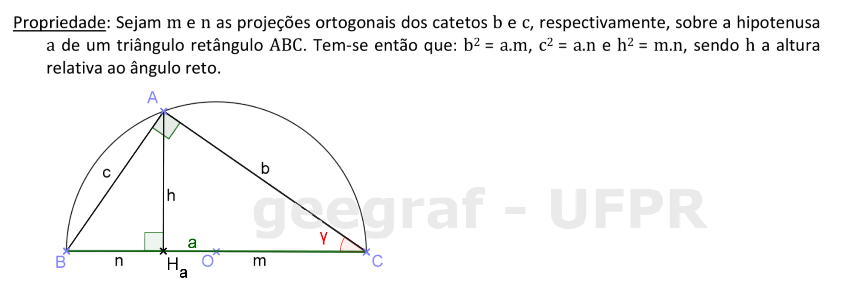 Propriedade: Sejam m e n as projeções ortogonais dos catetos b e c, respectivamente, sobre a hipotenusa
a de um triângulo retângulo ABC. Tem-se então que: b² = a.m, c² = a.n e h² = m.n, sendo h a altura
relativa ao ângulo reto.
A
c
b
h
geegraf - UFPR
a
γ
B
n
Ha
O
m
C